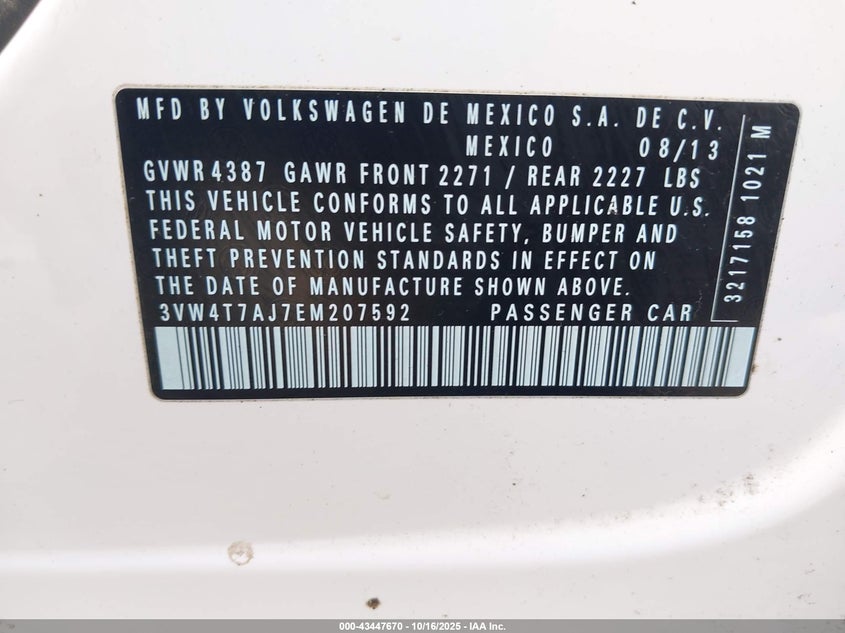 MFD BY VOLKSWAGEN DE MEXICO S.A. DE C.V.
MEXICO 08/13
GVWR 4387 GAWR FRONT 2271 / REAR 2227 LBS
THIS VEHICLE CONFORMS TO ALL APPLICABLE U.S.
FEDERAL MOTOR VEHICLE SAFETY, BUMPER AND
THEFT PREVENTION STANDARDS IN EFFECT ON
THE DATE OF MANUFACTURE SHOWN ABOVE.
3VW4T7AJ7EM207592 PASSENGER CAR
3217158 1021 M
000-43447670 | 10/16/2025 - IAA Inc.